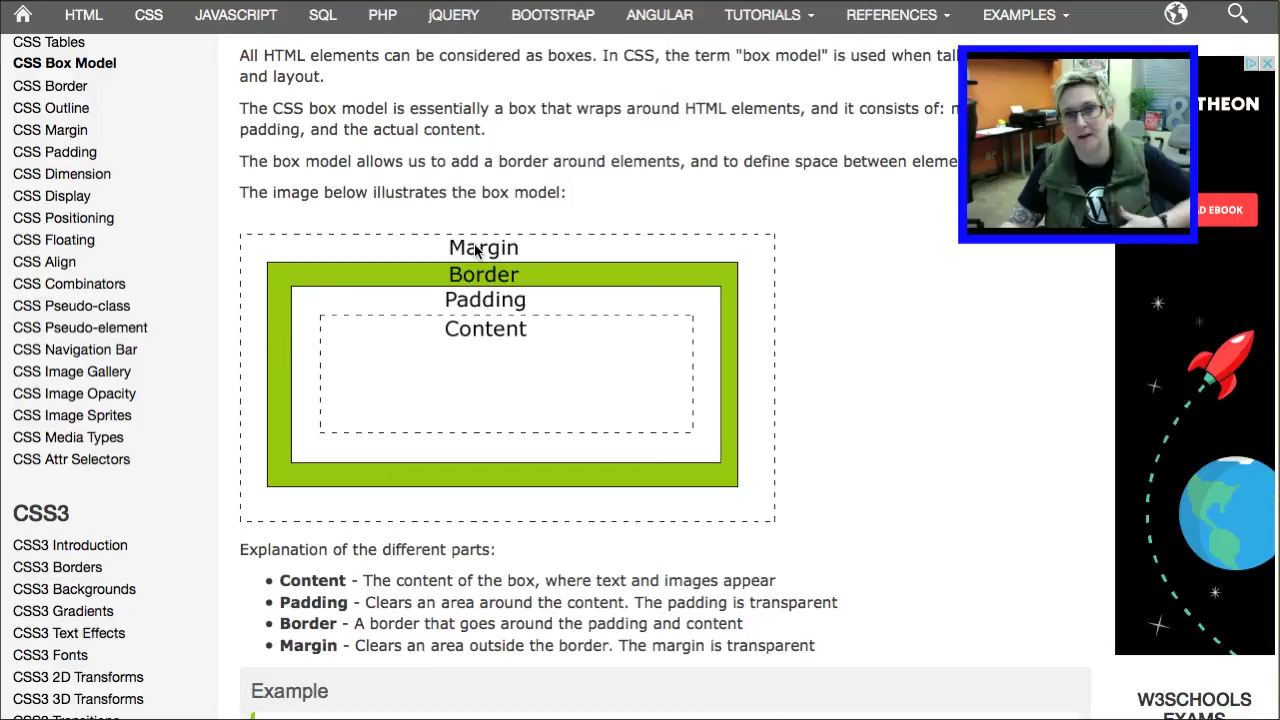 HTML CSS JAVASCRIPT SQL PHP jQUERY BOOTSTRAP ANGULAR TUTORIALS REFERENCES EXAMPLES
CSS Tables
CSS Box Model
CSS Border
CSS Outline
CSS Margin
CSS Padding
CSS Dimension
CSS Display
CSS Positioning
CSS Floating
CSS Align
CSS Combinators
CSS Pseudo-class
CSS Pseudo-element
CSS Navigation Bar
CSS Image Gallery
CSS Image Opacity
CSS Image Sprites
CSS Media Types
CSS Attr Selectors
CSS3
CSS3 Introduction
CSS3 Borders
CSS3 Backgrounds
CSS3 Gradients
CSS3 Text Effects
CSS3 Fonts
CSS3 2D Transforms
CSS3 3D Transforms
CSS3 Transitions
All HTML elements can be considered as boxes. In CSS, the term "box model" is used when
and layout.
The CSS box model is essentially a box that wraps around HTML elements, and it consists of:
padding, and the actual content.
The box model allows us to add a border around elements, and to define space between
The image below illustrates the box model:
Margin
Border
Padding
Content
Explanation of the different parts:
• Content - The content of the box, where text and images appear
• Padding - Clears an area around the content. The padding is transparent
• Border - A border that goes around the padding and content
• Margin - Clears an area outside the border. The margin is transparent
Example
THEON
EBOOK
W3SCHOOLS
EXAMS